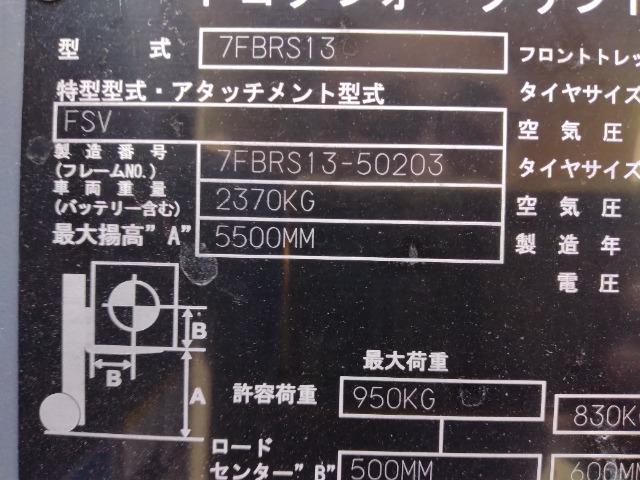 型式 7FBRS13 フロントトレッ
特型型式・アタッチメント型式 タイヤサイズ
FSV 空気圧
製造番号
(フレームNO.) 7FBRS13-50203 タイヤサイズ
車両重量
(バッテリー含む) 2370KG 空気圧
最大揚高"A" 5500MM 製造年
電圧
B
B
A
最大荷重
許容荷重 950KG 830K
ロード
センター"B" 500MM 600MM